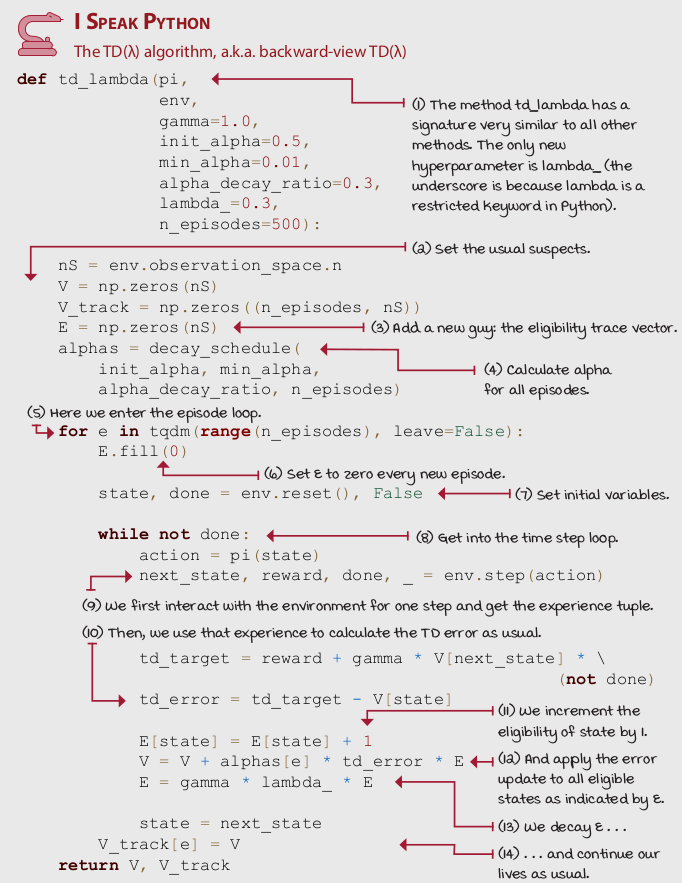 I Speak Python
The TD(λ) algorithm, a.k.a. backward-view TD(λ)
def td_lambda(pi,
env,
gamma=1.0,
init_alpha=0.5,
min_alpha=0.01,
alpha_decay_ratio=0.3,
lambda_=0.3,
n_episodes=500):
(1) The method td_lambda has a
signature very similar to all other
methods. The only new
hyperparameter is lambda_ (the
underscore is because lambda is a
restricted keyword in Python).
(2) Set the usual suspects.
nS = env.observation_space.n
V = np.zeros(nS)
V_track = np.zeros((n_episodes, nS))
E = np.zeros(nS)
(3) Add a new guy: the eligibility trace vector.
alphas = decay_schedule(
init_alpha, min_alpha,
alpha_decay_ratio, n_episodes)
(4) Calculate alpha
for all episodes.
(5) Here we enter the episode loop.
for e in tqdm(range(n_episodes), leave=False):
E.fill(0)
(6) Set E to zero every new episode.
state, done = env.reset(), False
(7) Set initial variables.
while not done:
(8) Get into the time step loop.
action = pi(state)
next_state, reward, done, _ = env.step(action)
(9) We first interact with the environment for one step and get the experience tuple.
(10) Then, we use that experience to calculate the TD error as usual.
td_target = reward + gamma * V[next_state] * \
(not done)
td_error = td_target - V[state]
(11) We increment the
eligibility of state by 1.
E[state] = E[state] + 1
V = V + alphas[e] * td_error * E
(12) And apply the error
update to all eligible
states as indicated by E.
E = gamma * lambda_ * E
(13) We decay E . . .
state = next_state
V_track[e] = V
(14) . . . and continue our
lives as usual.
return V, V_track